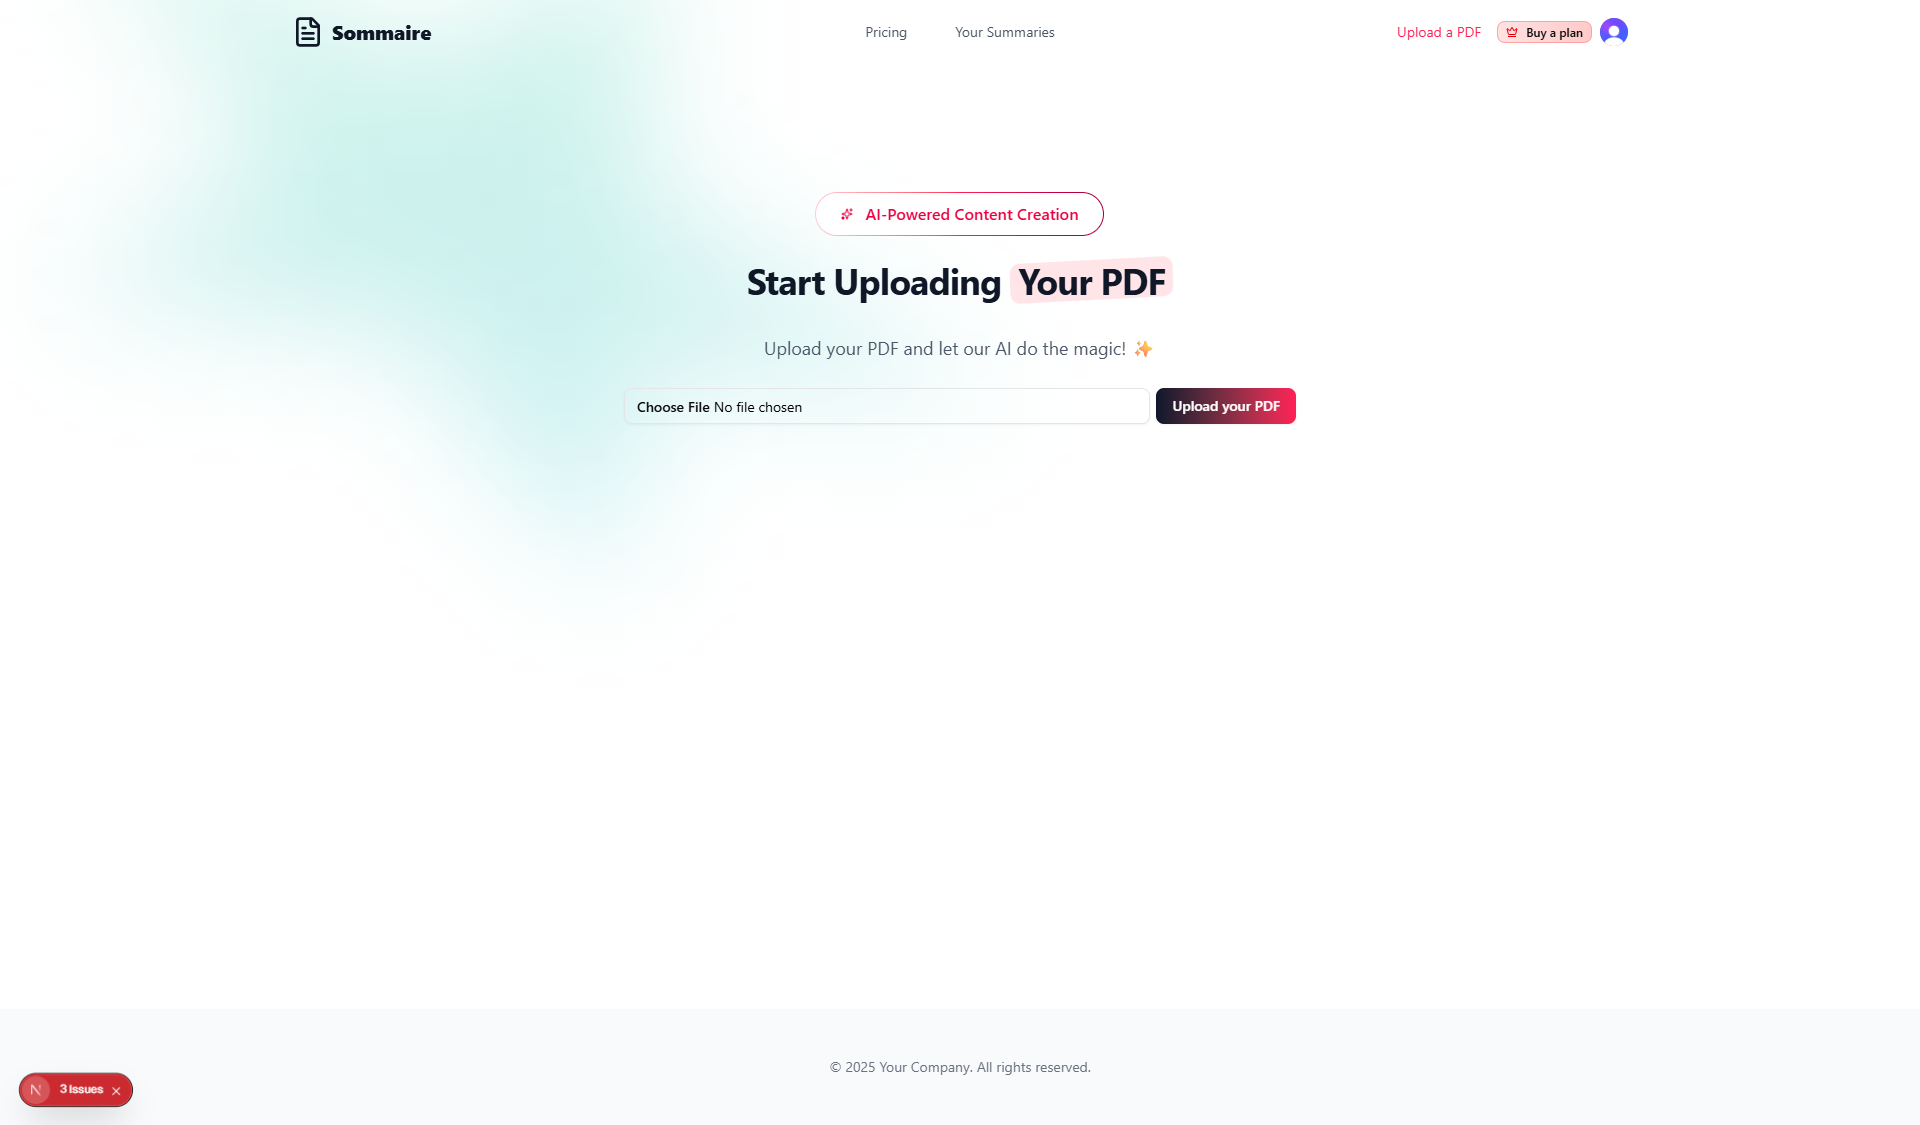 Sommaire
Pricing
Your Summaries
Upload a PDF
Buy a plan
AI-Powered Content Creation
Start Uploading Your PDF
Upload your PDF and let our AI do the magic! ✨
Choose File No file chosen
Upload your PDF
© 2025 Your Company. All rights reserved.
N
3 Issues